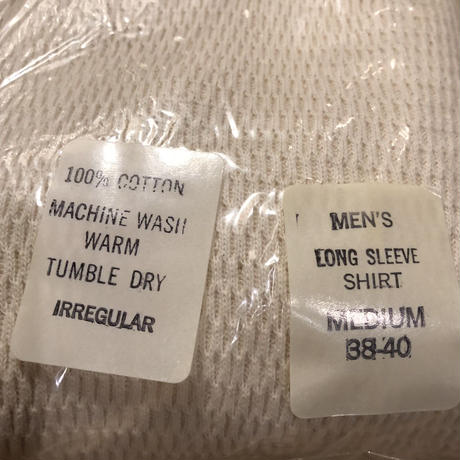 100% COTTON
MACHINE WASH
WARM
TUMBLE DRY
IRREGULAR
MEN'S
LONG SLEEVE
SHIRT
MEDIUM
38-40